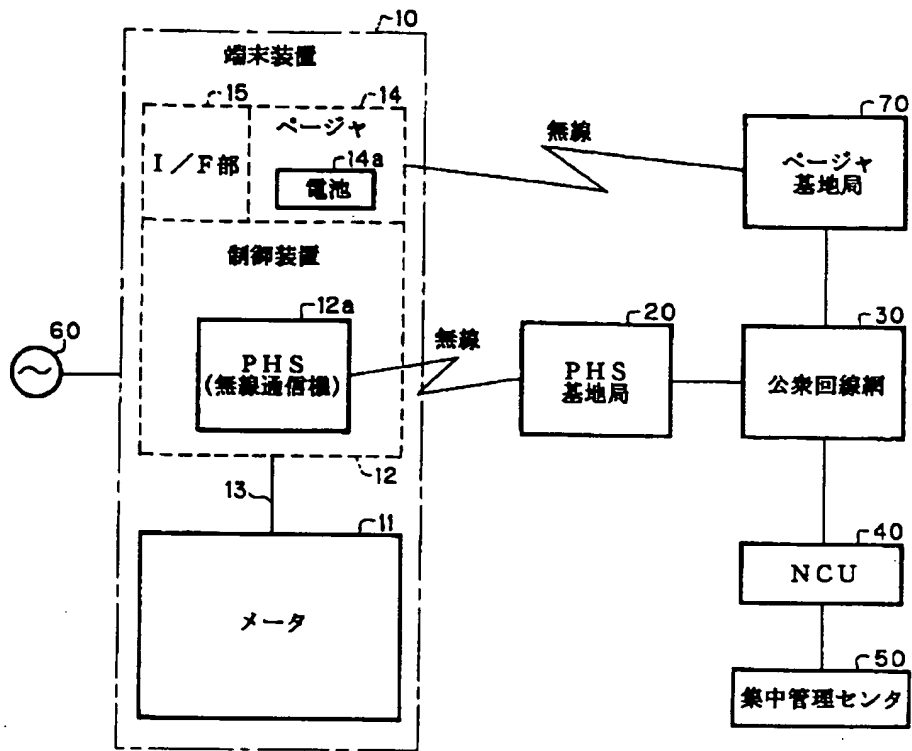 10
端末装置
15
14
ページャ
I/F部
14a
電池
無線
70
ページャ
基地局
制御装置
12a
PHS
(無線通信機)
無線
20
PHS
基地局
30
公衆回線網
60
12
13
11
メータ
40
NCU
50
集中管理センタ